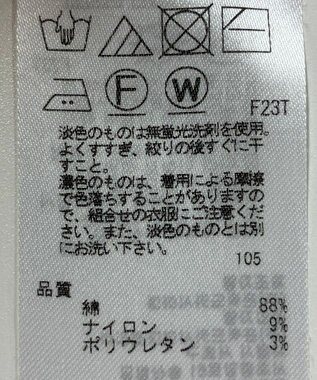 F W F23T
淡色のものは無蛍光洗剤を使用。
よくすすぎ、絞りの後すぐに干
すこと。
濃色のものは、着用による摩擦
で色落ちすることがありますの
で、組合せの衣服にご注意くだ
さい。また、淡色のものとは別
にお洗い下さい。
105
品質
綿 88%
ナイロン 9%
ポリウレタン 3%